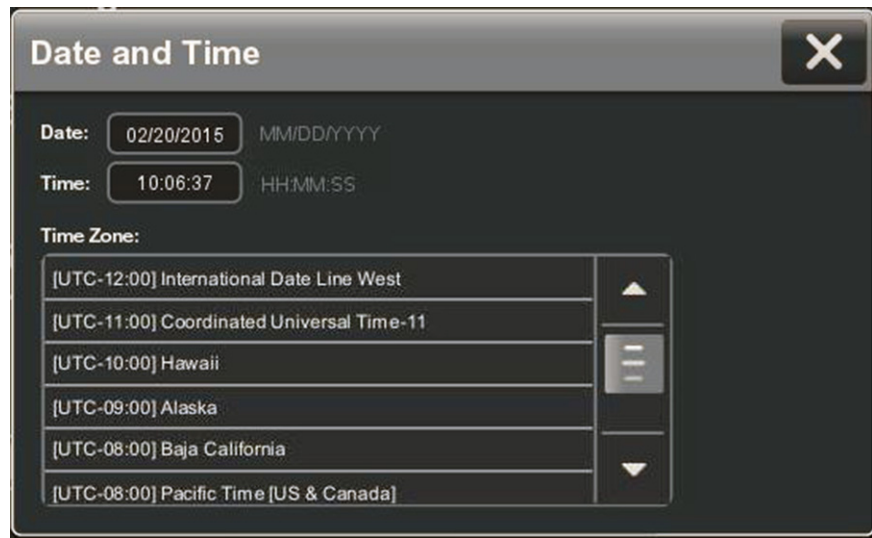 Date and Time
Date: 02/20/2015 MM/DD/YYYY
Time: 10:06:37 HH:MM:SS
Time Zone:
[UTC-12:00] International Date Line West
[UTC-11:00] Coordinated Universal Time-11
[UTC-10:00] Hawaii
[UTC-09:00] Alaska
[UTC-08:00] Baja California
[UTC-08:00] Pacific Time [US & Canada]